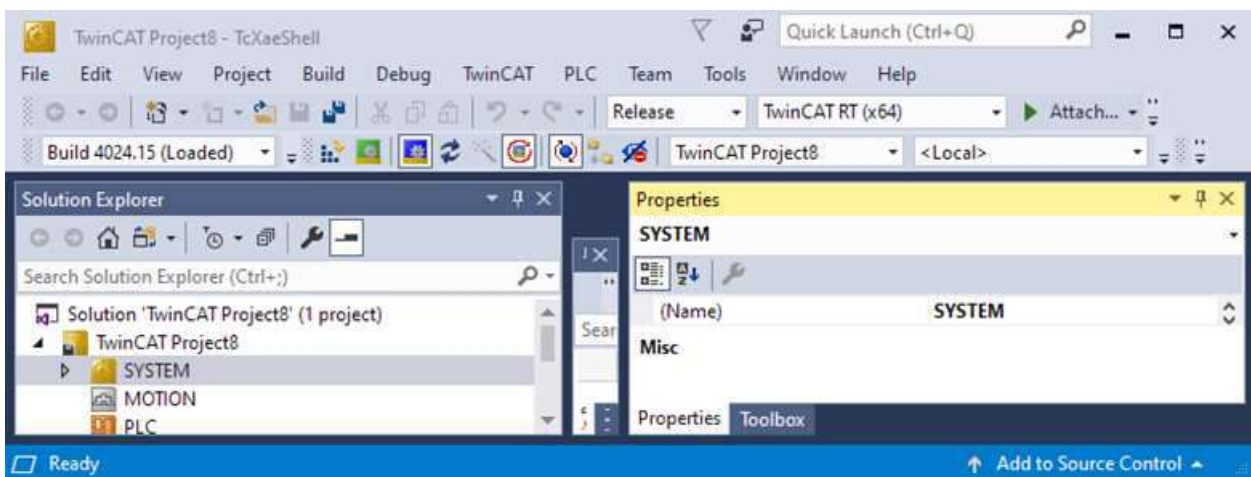 TwinCAT Project8 - TcXaeShell
Quick Launch (Ctrl+Q)
File Edit View Project Build Debug TwinCAT PLC Team Tools Window Help
Release TwinCAT RT (x64) Attach...
Build 4024.15 (Loaded) TwinCAT Project8 <Local>
Solution Explorer
Search Solution Explorer (Ctrl+;)
Solution 'TwinCAT Project8' (1 project)
TwinCAT Project8
SYSTEM
MOTION
PLC
Sear
Properties
SYSTEM
(Name) SYSTEM
Misc
Properties Toolbox
Ready Add to Source Control